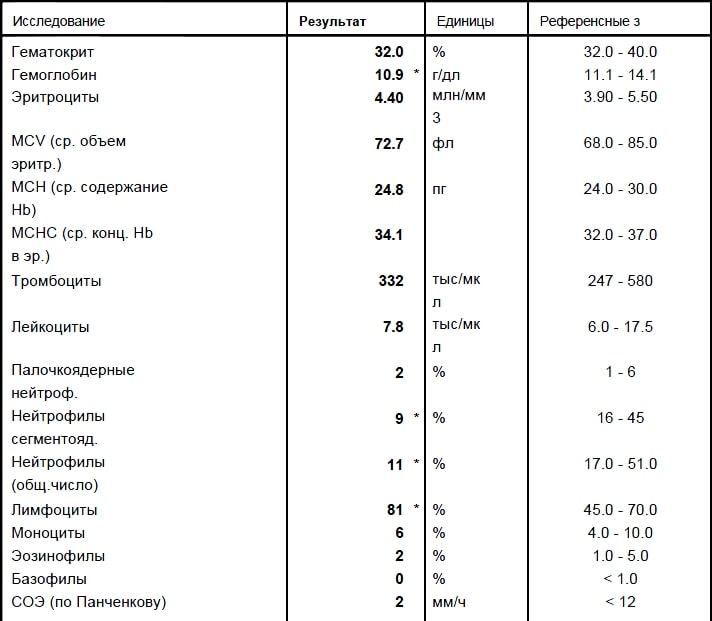 Исследование Результат Единицы Референсные з
Гематокрит 32.0 % 32.0 - 40.0
Гемоглобин 10.9 * г/дл 11.1 - 14.1
Эритроциты 4.40 млн/мм 3.90 - 5.50
3
MCV (ср. объем 72.7 фл 68.0 - 85.0
эритр.)
MCH (ср. содержание 24.8 пг 24.0 - 30.0
Hb)
MCHC (ср. конц. Hb 34.1 32.0 - 37.0
в эр.)
Тромбоциты 332 тыс/мк 247 - 580
л
Лейкоциты 7.8 тыс/мк 6.0 - 17.5
л
Палочкоядерные 2 % 1 - 6
нейтроф.
Нейтрофилы 9 * % 16 - 45
сегментояд.
Нейтрофилы 11 * % 17.0 - 51.0
(общ.число)
Лимфоциты 81 * % 45.0 - 70.0
Моноциты 6 % 4.0 - 10.0
Эозинофилы 2 % 1.0 - 5.0
Базофилы 0 % < 1.0
СОЭ (по Панченкову) 2 мм/ч < 12